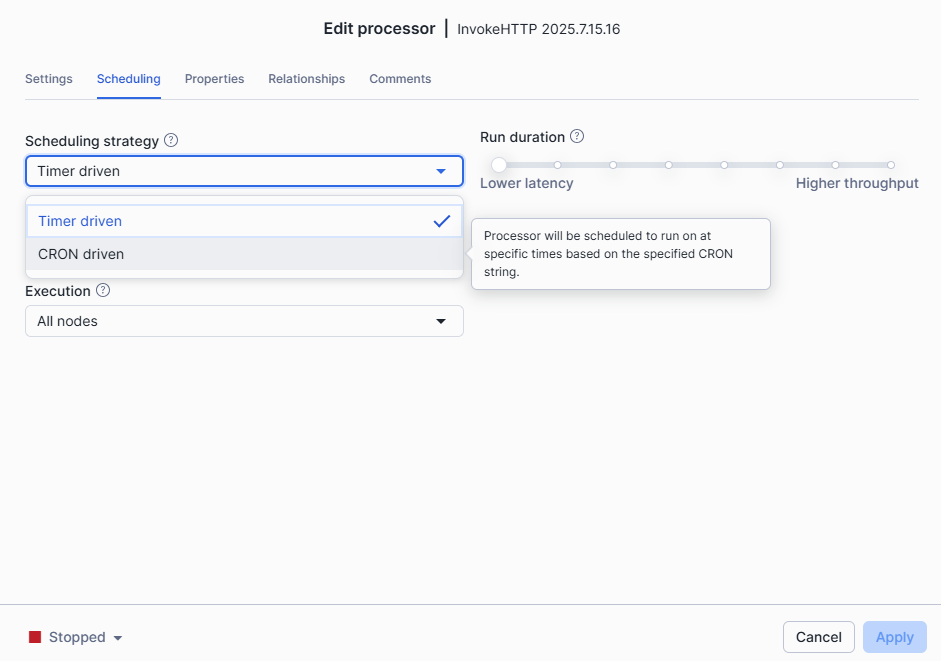 Edit processor | InvokeHTTP 2025.7.15.16
Settings Scheduling Properties Relationships Comments
Scheduling strategy ?
Timer driven
Timer driven
CRON driven
Run duration ?
Lower latency Higher throughput
Processor will be scheduled to run on at
specific times based on the specified CRON
string.
Execution ?
All nodes
Stopped
Cancel Apply